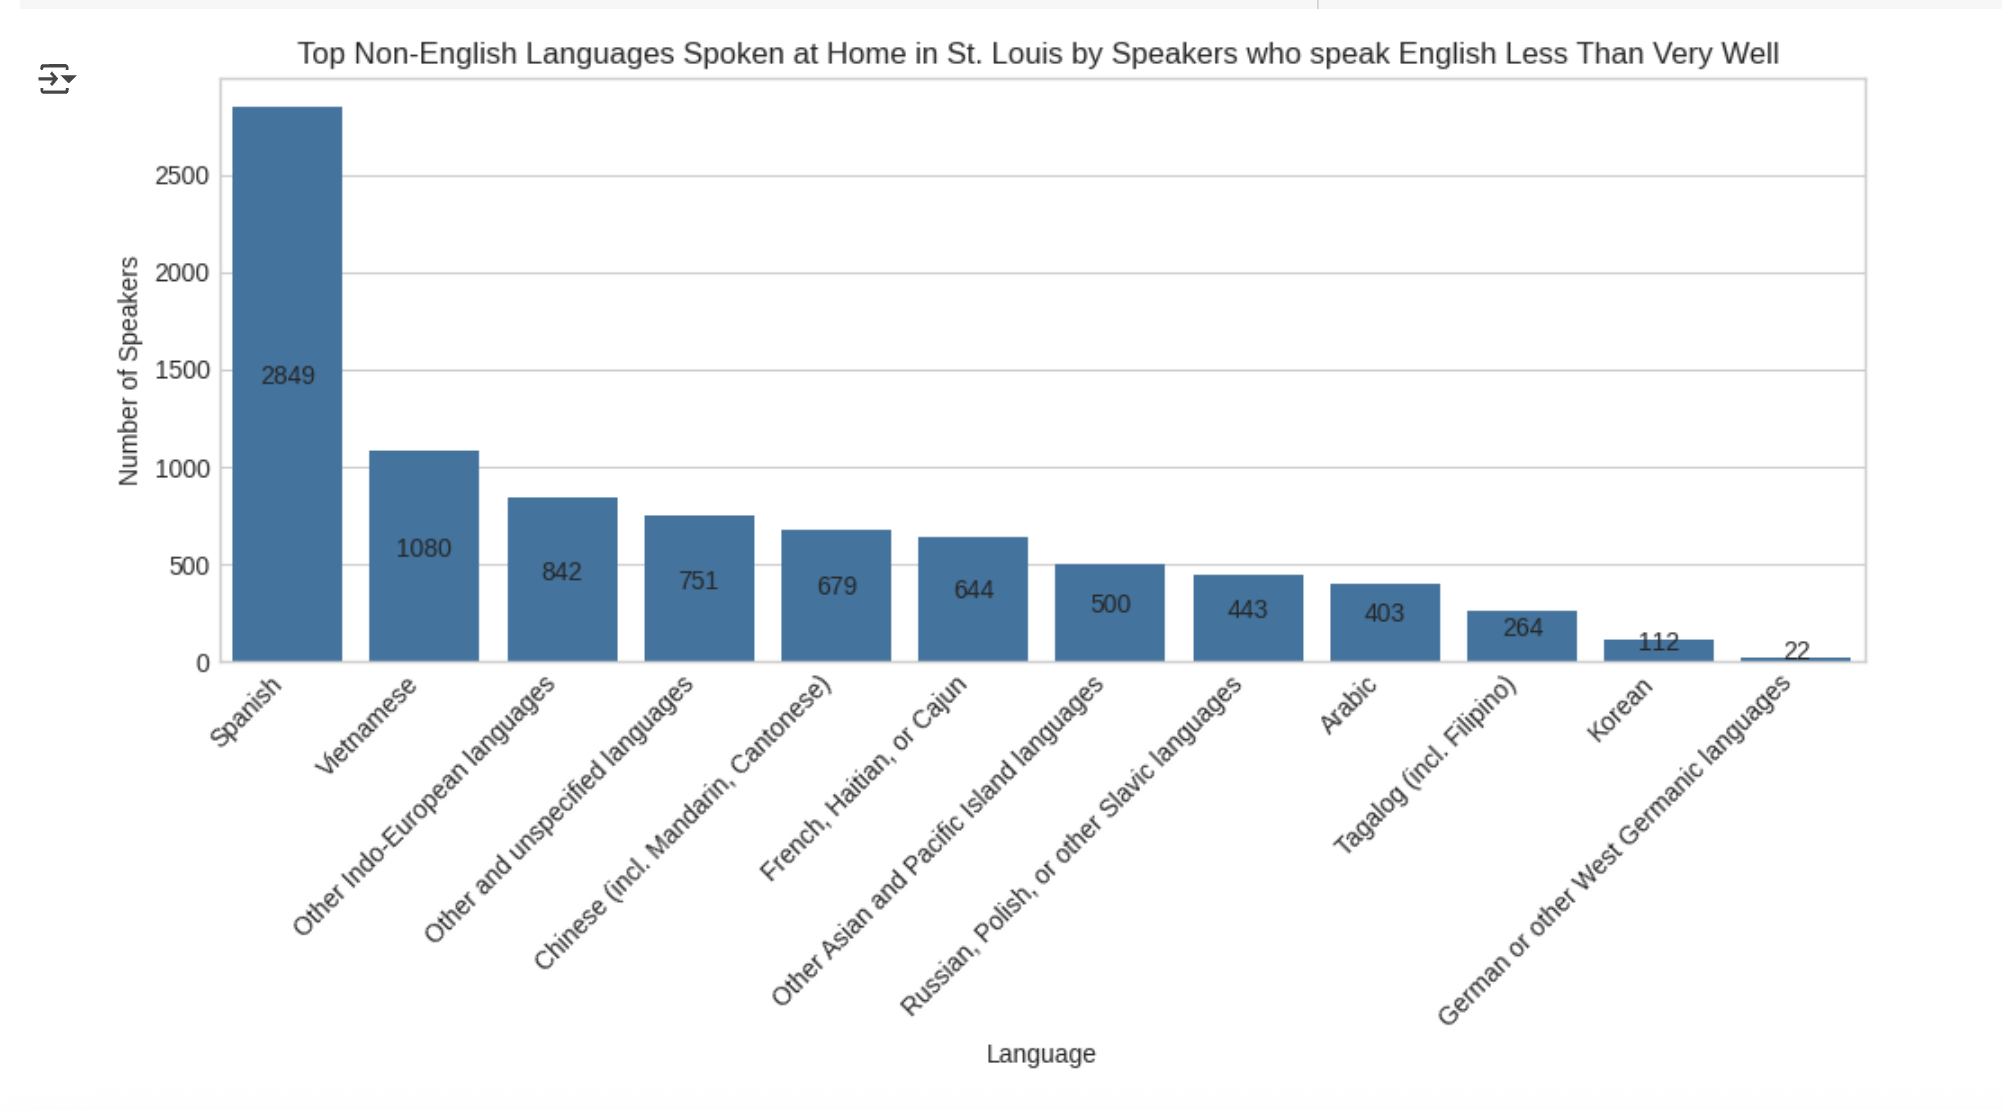 Top Non-English Languages Spoken at Home in St. Louis by Speakers who speak English Less Than Very Well
Number of Speakers
2500
2000
1500
1000
500
0
2849
1080
842
751
679
644
500
443
403
264
112
22
Spanish
Vietnamese
Other Indo-European languages
Other and unspecified languages
Chinese (incl. Mandarin, Cantonese)
French, Haitian, or Cajun
Other Asian and Pacific Island languages
Russian, Polish, or other Slavic languages
Arabic
Tagalog (incl. Filipino)
Korean
German or other West Germanic languages
Language